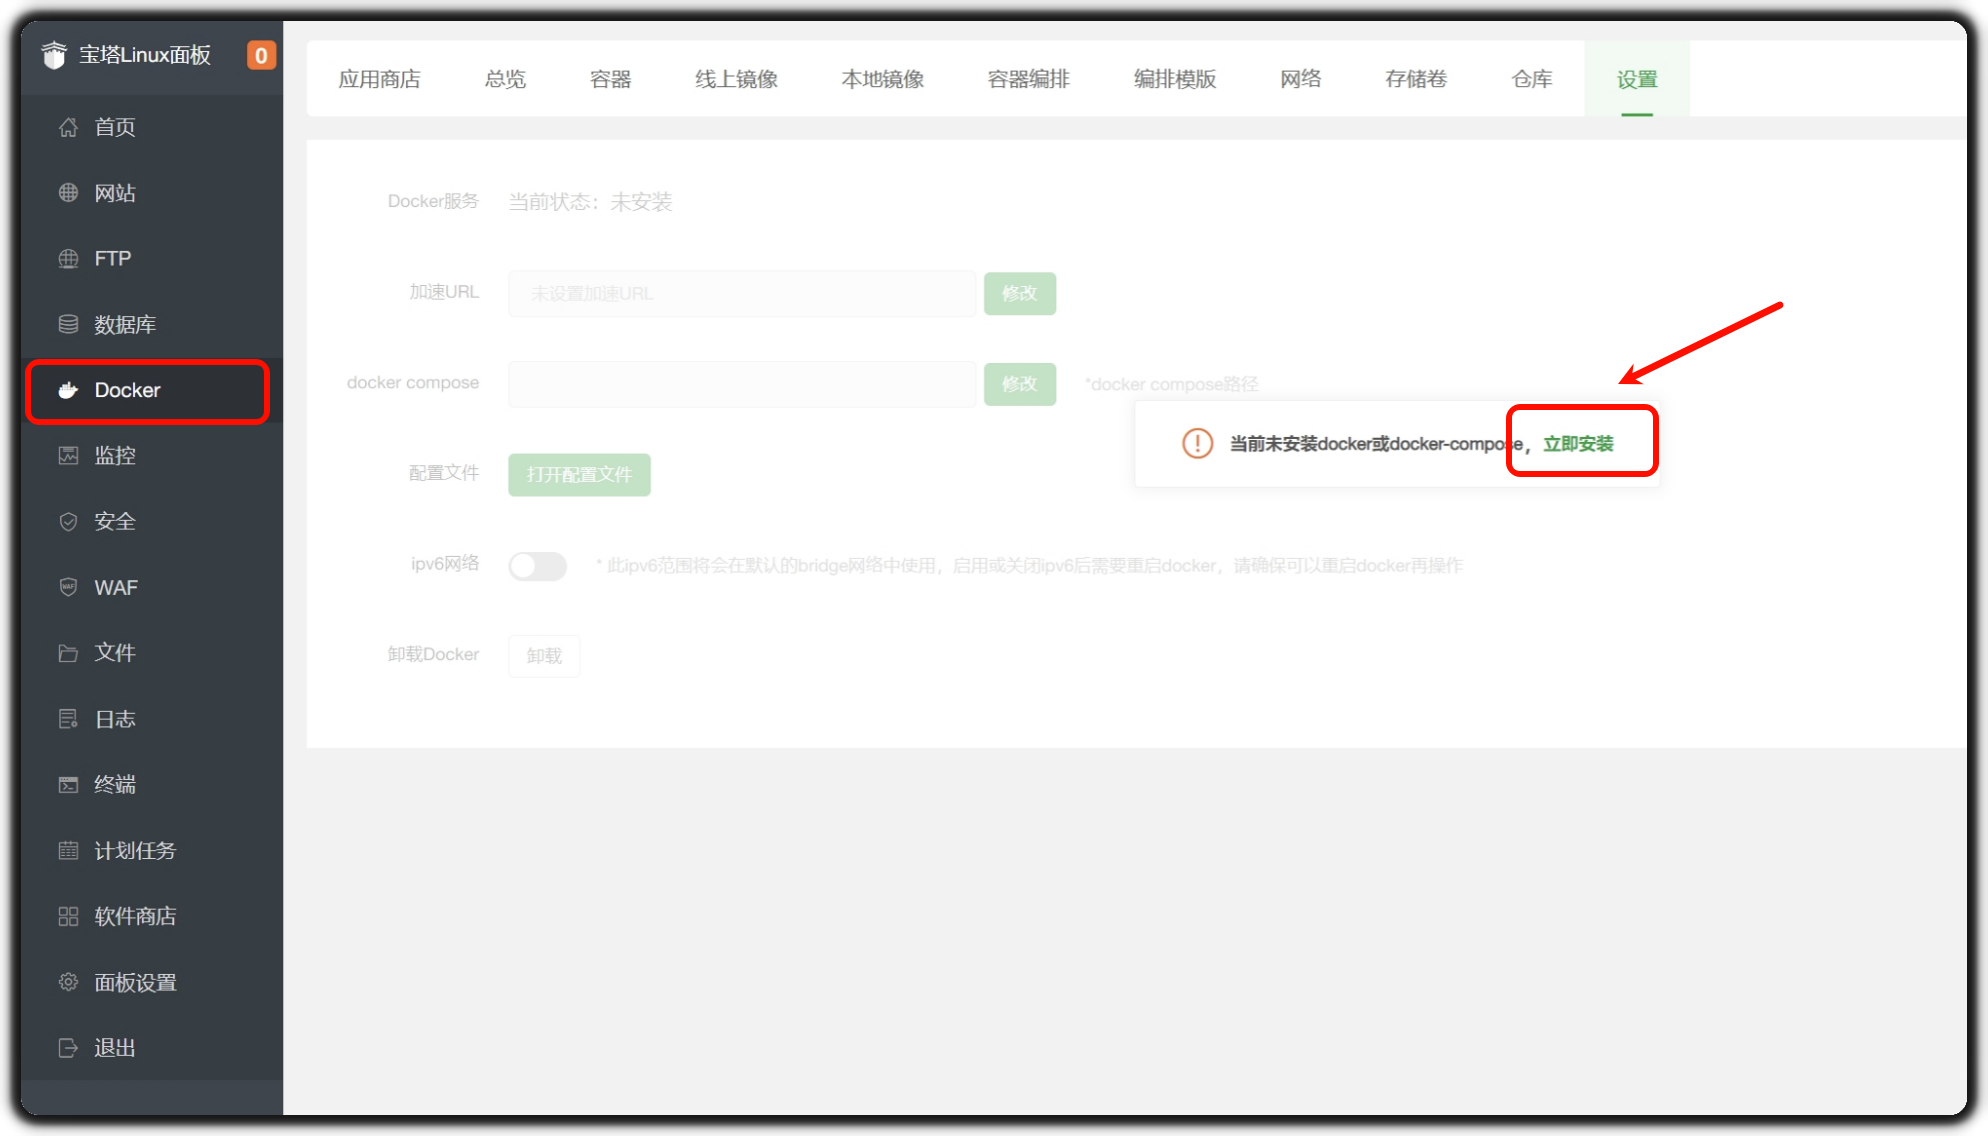 宝塔Linux面板
0
首页
网站
FTP
数据库
Docker
监控
安全
WAF
文件
日志
终端
计划任务
软件商店
面板设置
退出
应用商店
总览
容器
线上镜像
本地镜像
容器编排
编排模版
网络
存储卷
仓库
设置
Docker服务
当前状态：未安装
加速URL
未设置加速URL
修改
docker compose
修改
*docker compose路径
当前未安装docker或docker-compose，立即安装
配置文件
打开配置文件
ipv6网络
* 此ipv6范围将会在默认的bridge网络中使用，启用或关闭ipv6后需要重启docker，请确保可以重启docker再操作
卸载Docker
卸载